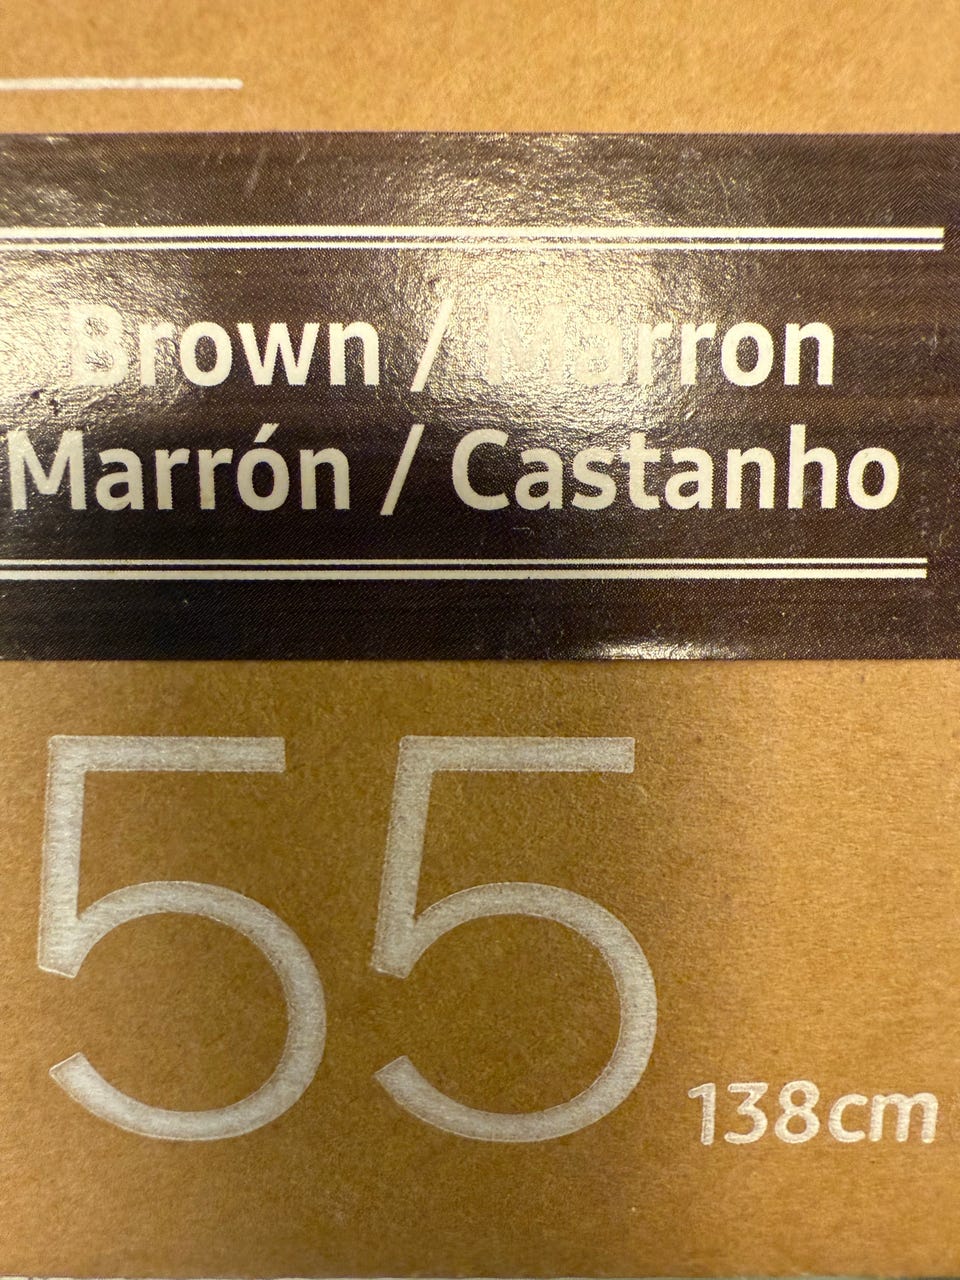 Brown / Marron
Marrón / Castanho
55 138cm